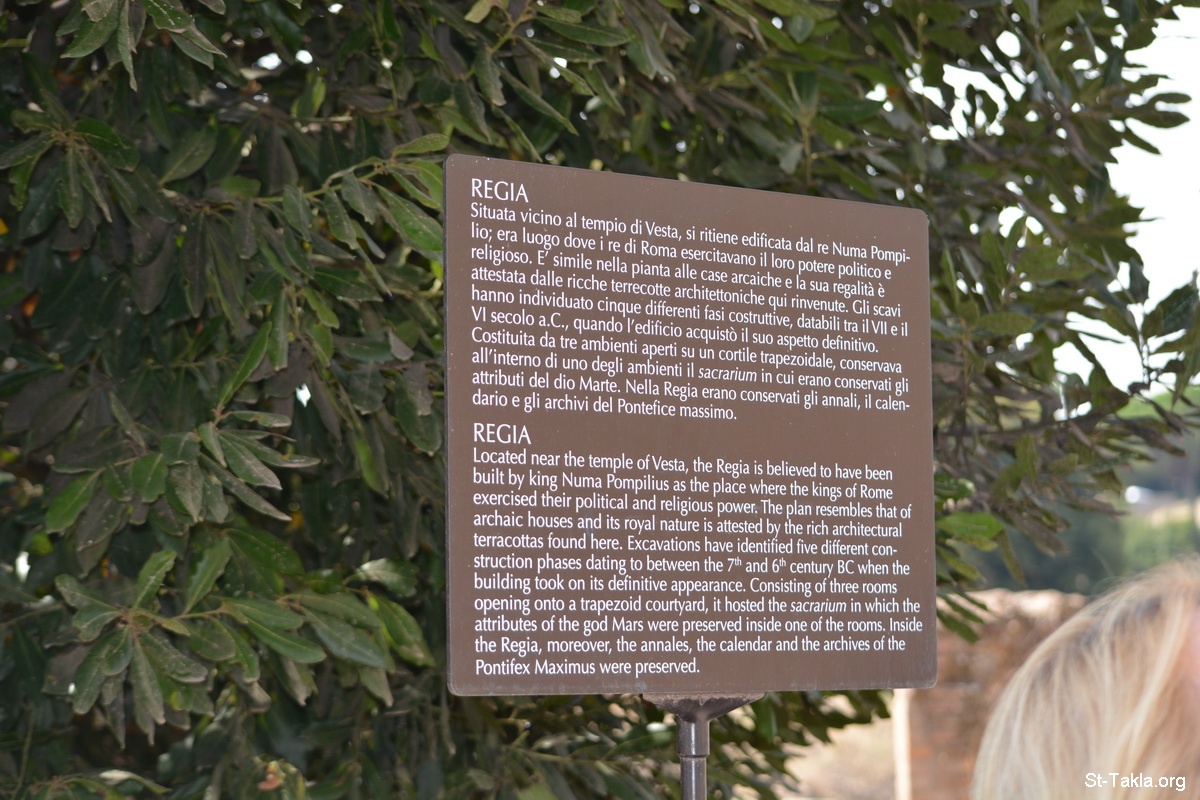 REGIA
Situata vicino al tempio di Vesta, si ritiene edificata dal re Numa Pompi-
lio; era luogo dove i re di Roma esercitavano il loro potere politico e
religioso. E' simile nella pianta alle case arcaiche e la sua regalità è
attestata dalle ricche terrecotte architettoniche qui rinvenute. Gli scavi
hanno individuato cinque differenti fasi costruttive, databili tra il VII e il
VI secolo a.C., quando l'edificio acquistò il suo aspetto definitivo.
Costituita da tre ambienti aperti su un cortile trapezoidale, conservava
all'interno di uno degli ambienti il sacrarium in cui erano conservati gli
attributi del dio Marte. Nella Regia erano conservati gli annali, il calen-
dario e gli archivi del Pontefice massimo.
REGIA
Located near the temple of Vesta, the Regia is believed to have been
built by king Numa Pompilius as the place where the kings of Rome
exercised their political and religious power. The plan resembles that of
archaic houses and its royal nature is attested by the rich architectural
terracottas found here. Excavations have identified five different con-
struction phases dating to between the 7th and 6th century BC when the
building took on its definitive appearance. Consisting of three rooms
opening onto a trapezoid courtyard, it hosted the sacrarium in which the
attributes of the god Mars were preserved inside one of the rooms. Inside
the Regia, moreover, the annales, the calendar and the archives of the
Pontifex Maximus were preserved.
St-Takla.org